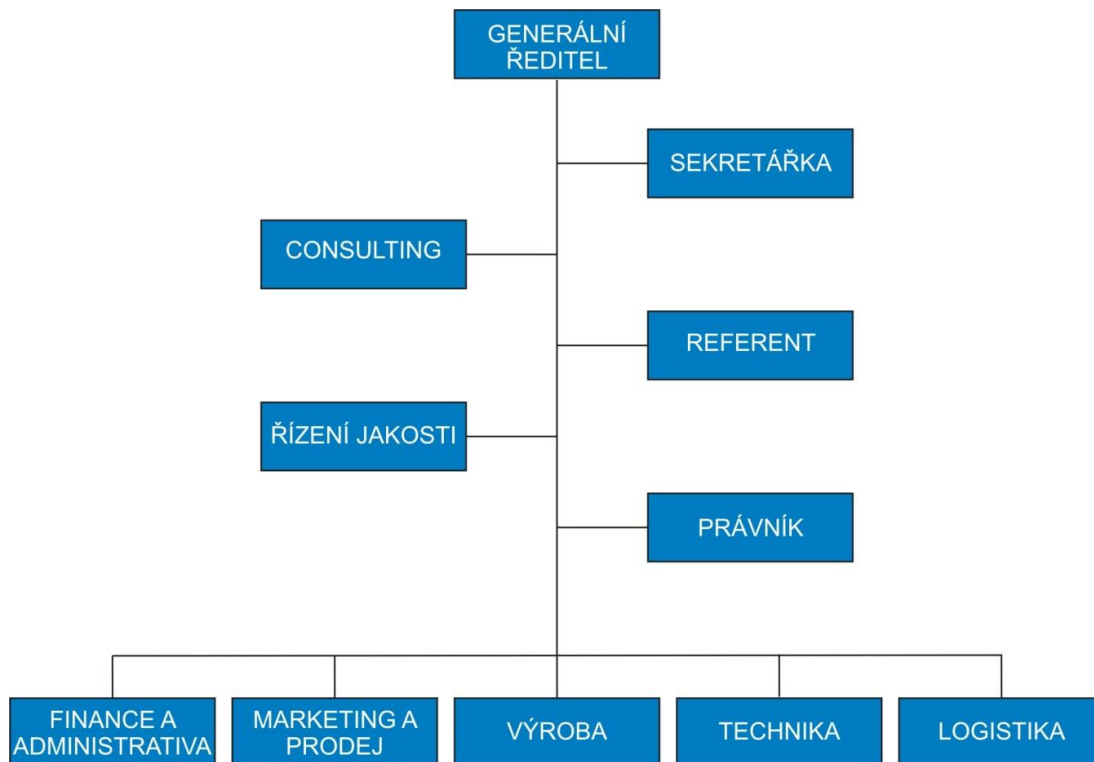 GENERÁLNÍ
ŘEDITEL
SEKRETÁŘKA
CONSULTING
REFERENT
ŘÍZENÍ JAKOSTI
PRÁVNÍK
FINANCE A
ADMINISTRATIVA
MARKETING A
PRODEJ
VÝROBA
TECHNIKA
LOGISTIKA